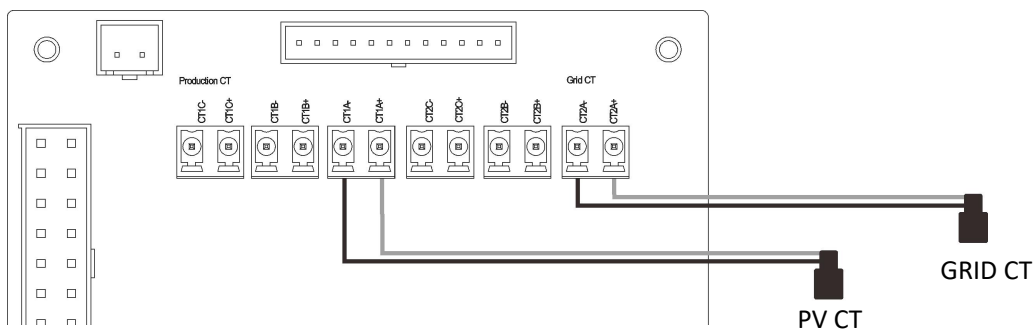 Production CT
Grid CT
CT1C-
CT1C+
CT1B-
CT1B+
CT1A-
CT1A+
CT2C-
CT2C+
CT2B-
CT2B+
CT2A-
CT2A+
GRID CT
PV CT